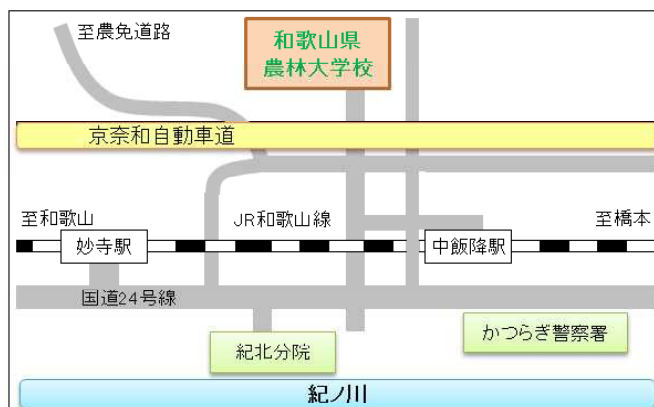 至農免道路
和歌山県
農林大学校
京奈和自動車道
至和歌山
JR和歌山線
至橋本
妙寺駅
中飯降駅
国道24号線
かつらぎ警察署
紀北分院
紀ノ川